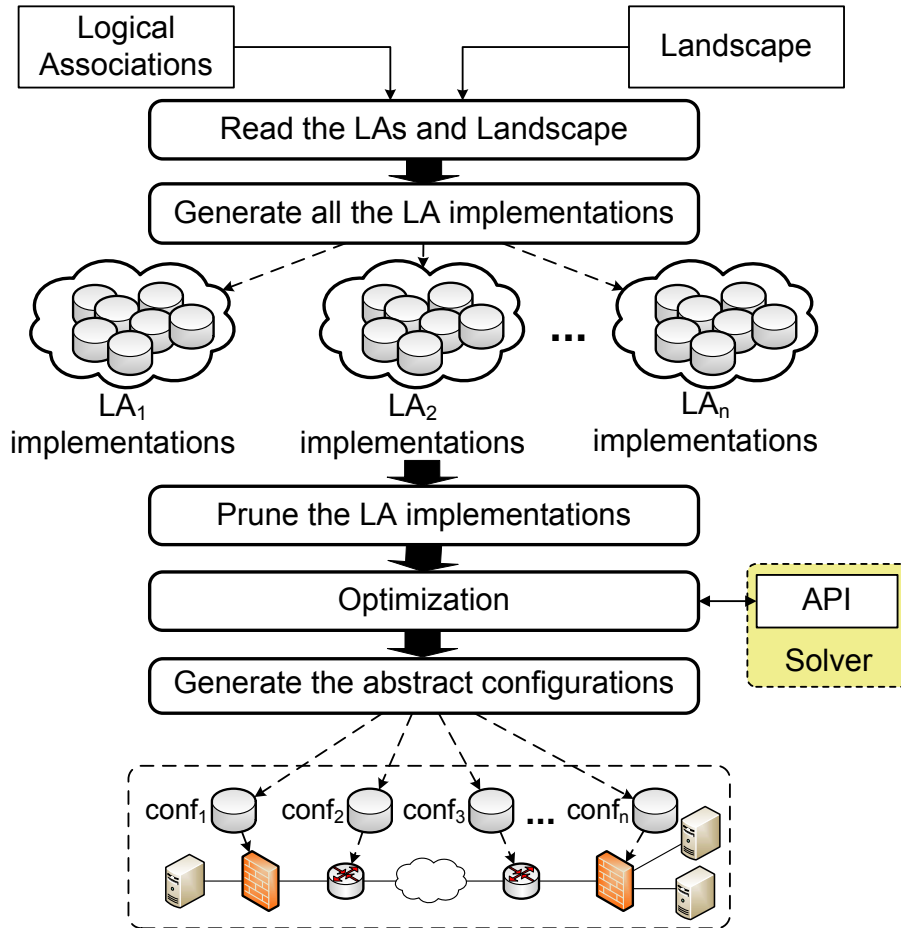 Logical
Associations
Landscape
Read the LAs and Landscape
Generate all the LA implementations
...
LA₁
implementations
LA₂
implementations
LAₙ
implementations
Prune the LA implementations
Optimization
API
Solver
Generate the abstract configurations
conf₁
conf₂
conf₃
...
confₙ